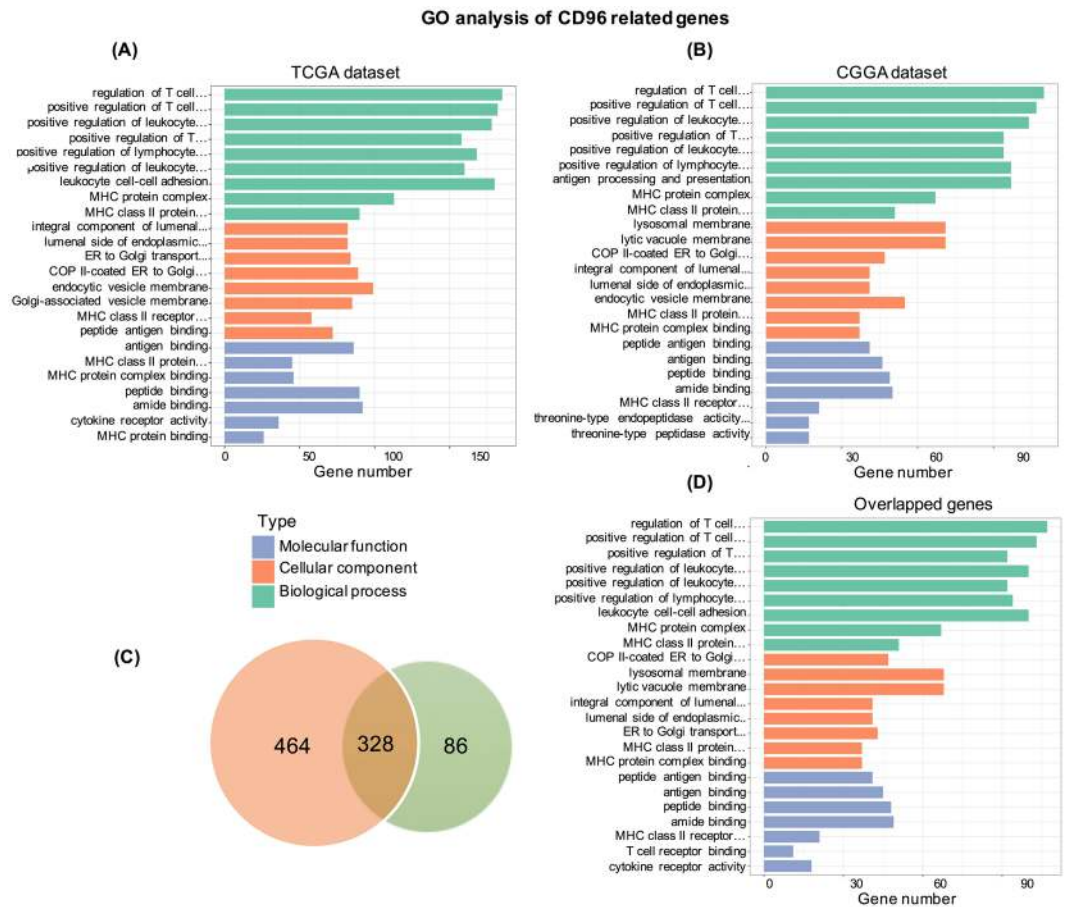 GO analysis of CD96 related genes
(A)
TCGA dataset
regulation of T cell...
positive regulation of T cell...
positive regulation of leukocyte...
positive regulation of T...
positive regulation of lymphocyte...
positive regulation of leukocyte...
leukocyte cell-cell adhesion
MHC protein complex
MHC class II protein...
integral component of lumenal...
lumenal side of endoplasmic...
ER to Golgi transport...
COP II-coated ER to Golgi...
endocytic vesicle membrane
Golgi-associated vesicle membrane
MHC class II receptor...
peptide antigen binding
antigen binding
MHC class II protein...
MHC protein complex binding
peptide binding
amide binding
cytokine receptor activity
MHC protein binding
0 50 100 150
Gene number
(B)
CGGA dataset
regulation of T cell...
positive regulation of T cell...
positive regulation of leukocyte...
positive regulation of T...
positive regulation of leukocyte...
positive regulation of lymphocyte...
antigen processing and presentation
MHC protein complex
MHC class II protein...
lysosomal membrane
lytic vacuole membrane
COP II-coated ER to Golgi...
integral component of lumenal...
lumenal side of endoplasmic...
endocytic vesicle membrane
MHC class II protein...
MHC protein complex binding
peptide antigen binding
antigen binding
peptide binding
amide binding
MHC class II receptor...
threonine-type endopeptidase acticity...
threonine-type peptidase activity
0 30 60 90
Gene number
Type
Molecular function
Cellular component
Biological process
(C)
464 328 86
(D)
Overlapped genes
regulation of T cell...
positive regulation of T cell...
positive regulation of T...
positive regulation of leukocyte...
positive regulation of leukocyte...
positive regulation of lymphocyte...
leukocyte cell-cell adhesion
MHC protein complex
MHC class II protein...
COP II-coated ER to Golgi...
lysosomal membrane
lytic vacuole membrane
integral component of lumenal...
lumenal side of endoplasmic..
ER to Golgi transport...
MHC class II protein...
MHC protein complex binding
peptide antigen binding
antigen binding
peptide binding
amide binding
MHC class II receptor...
T cell receptor binding
cytokine receptor activity
0 30 60 90
Gene number